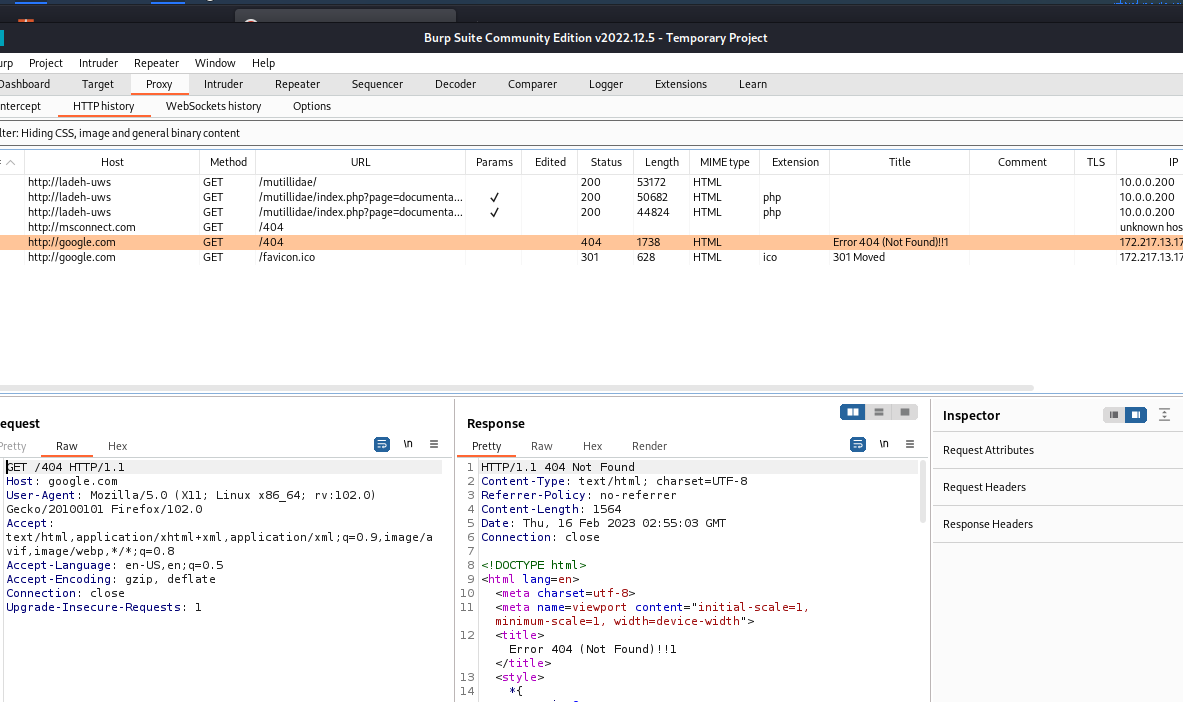 Burp Suite Community Edition v2022.12.5 - Temporary Project
urp Project Intruder Repeater Window Help
Dashboard Target Proxy Intruder Repeater Sequencer Decoder Comparer Logger Extensions Learn
ntercept HTTP history WebSockets history Options
lter: Hiding CSS, image and general binary content
Host Method URL Params Edited Status Length MIME type Extension Title Comment TLS IP
http://ladeh-uws GET /mutillidae/ 200 53172 HTML 10.0.0.200
http://ladeh-uws GET /mutillidae/index.php?page=documenta... ✓ 200 50682 HTML php 10.0.0.200
http://ladeh-uws GET /mutillidae/index.php?page=documenta... ✓ 200 44824 HTML php 10.0.0.200
http://msconnect.com GET /404 unknown hos
http://google.com GET /404 404 1738 HTML Error 404 (Not Found)!!1 172.217.13.17
http://google.com GET /favicon.ico 301 628 HTML ico 301 Moved 172.217.13.17
equest
Pretty Raw Hex \n
GET /404 HTTP/1.1
Host: google.com
User-Agent: Mozilla/5.0 (X11; Linux x86_64; rv:102.0)
Gecko/20100101 Firefox/102.0
Accept:
text/html,application/xhtml+xml,application/xml;q=0.9,image/a
vif,image/webp,*/*;q=0.8
Accept-Language: en-US,en;q=0.5
Accept-Encoding: gzip, deflate
Connection: close
Upgrade-Insecure-Requests: 1
Response
Pretty Raw Hex Render \n
1 HTTP/1.1 404 Not Found
2 Content-Type: text/html; charset=UTF-8
3 Referrer-Policy: no-referrer
4 Content-Length: 1564
5 Date: Thu, 16 Feb 2023 02:55:03 GMT
6 Connection: close
7
8 <!DOCTYPE html>
9 <html lang=en>
10 <meta charset=utf-8>
11 <meta name=viewport content="initial-scale=1,
minimum-scale=1, width=device-width">
12 <title>
Error 404 (Not Found)!!1
</title>
13 <style>
14 *{
Inspector
Request Attributes
Request Headers
Response Headers